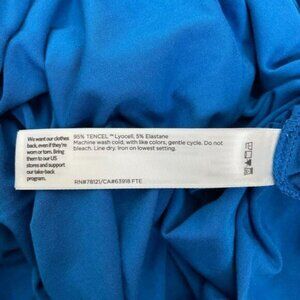 We want our clothes
back, even if they're
worn or torn. Bring
them to our US
stores and support
our take-back
program.
95% TENCEL™ Lyocell, 5% Elastane
Machine wash cold, with like colors, gentle cycle. Do not
bleach. Line dry. Iron on lowest setting.
RN#78121/CA#63918 FTE